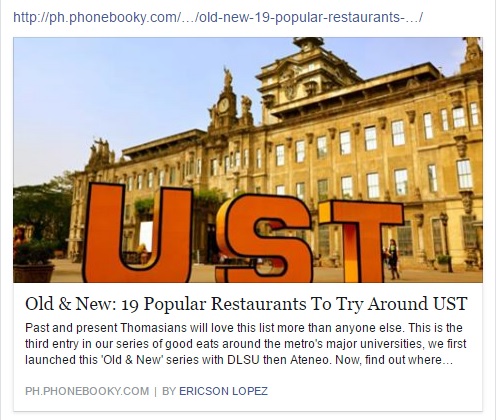 http://ph.phonebooky.com/.../old-new-19-popular-restaurants-.../
UST
Old & New: 19 Popular Restaurants To Try Around UST
Past and present Thomasians will love this list more than anyone else. This is the
third entry in our series of good eats around the metro's major universities, we first
launched this 'Old & New' series with DLSU then Ateneo. Now, find out where...
PH.PHONEBOOKY.COM | BY ERICSON LOPEZ